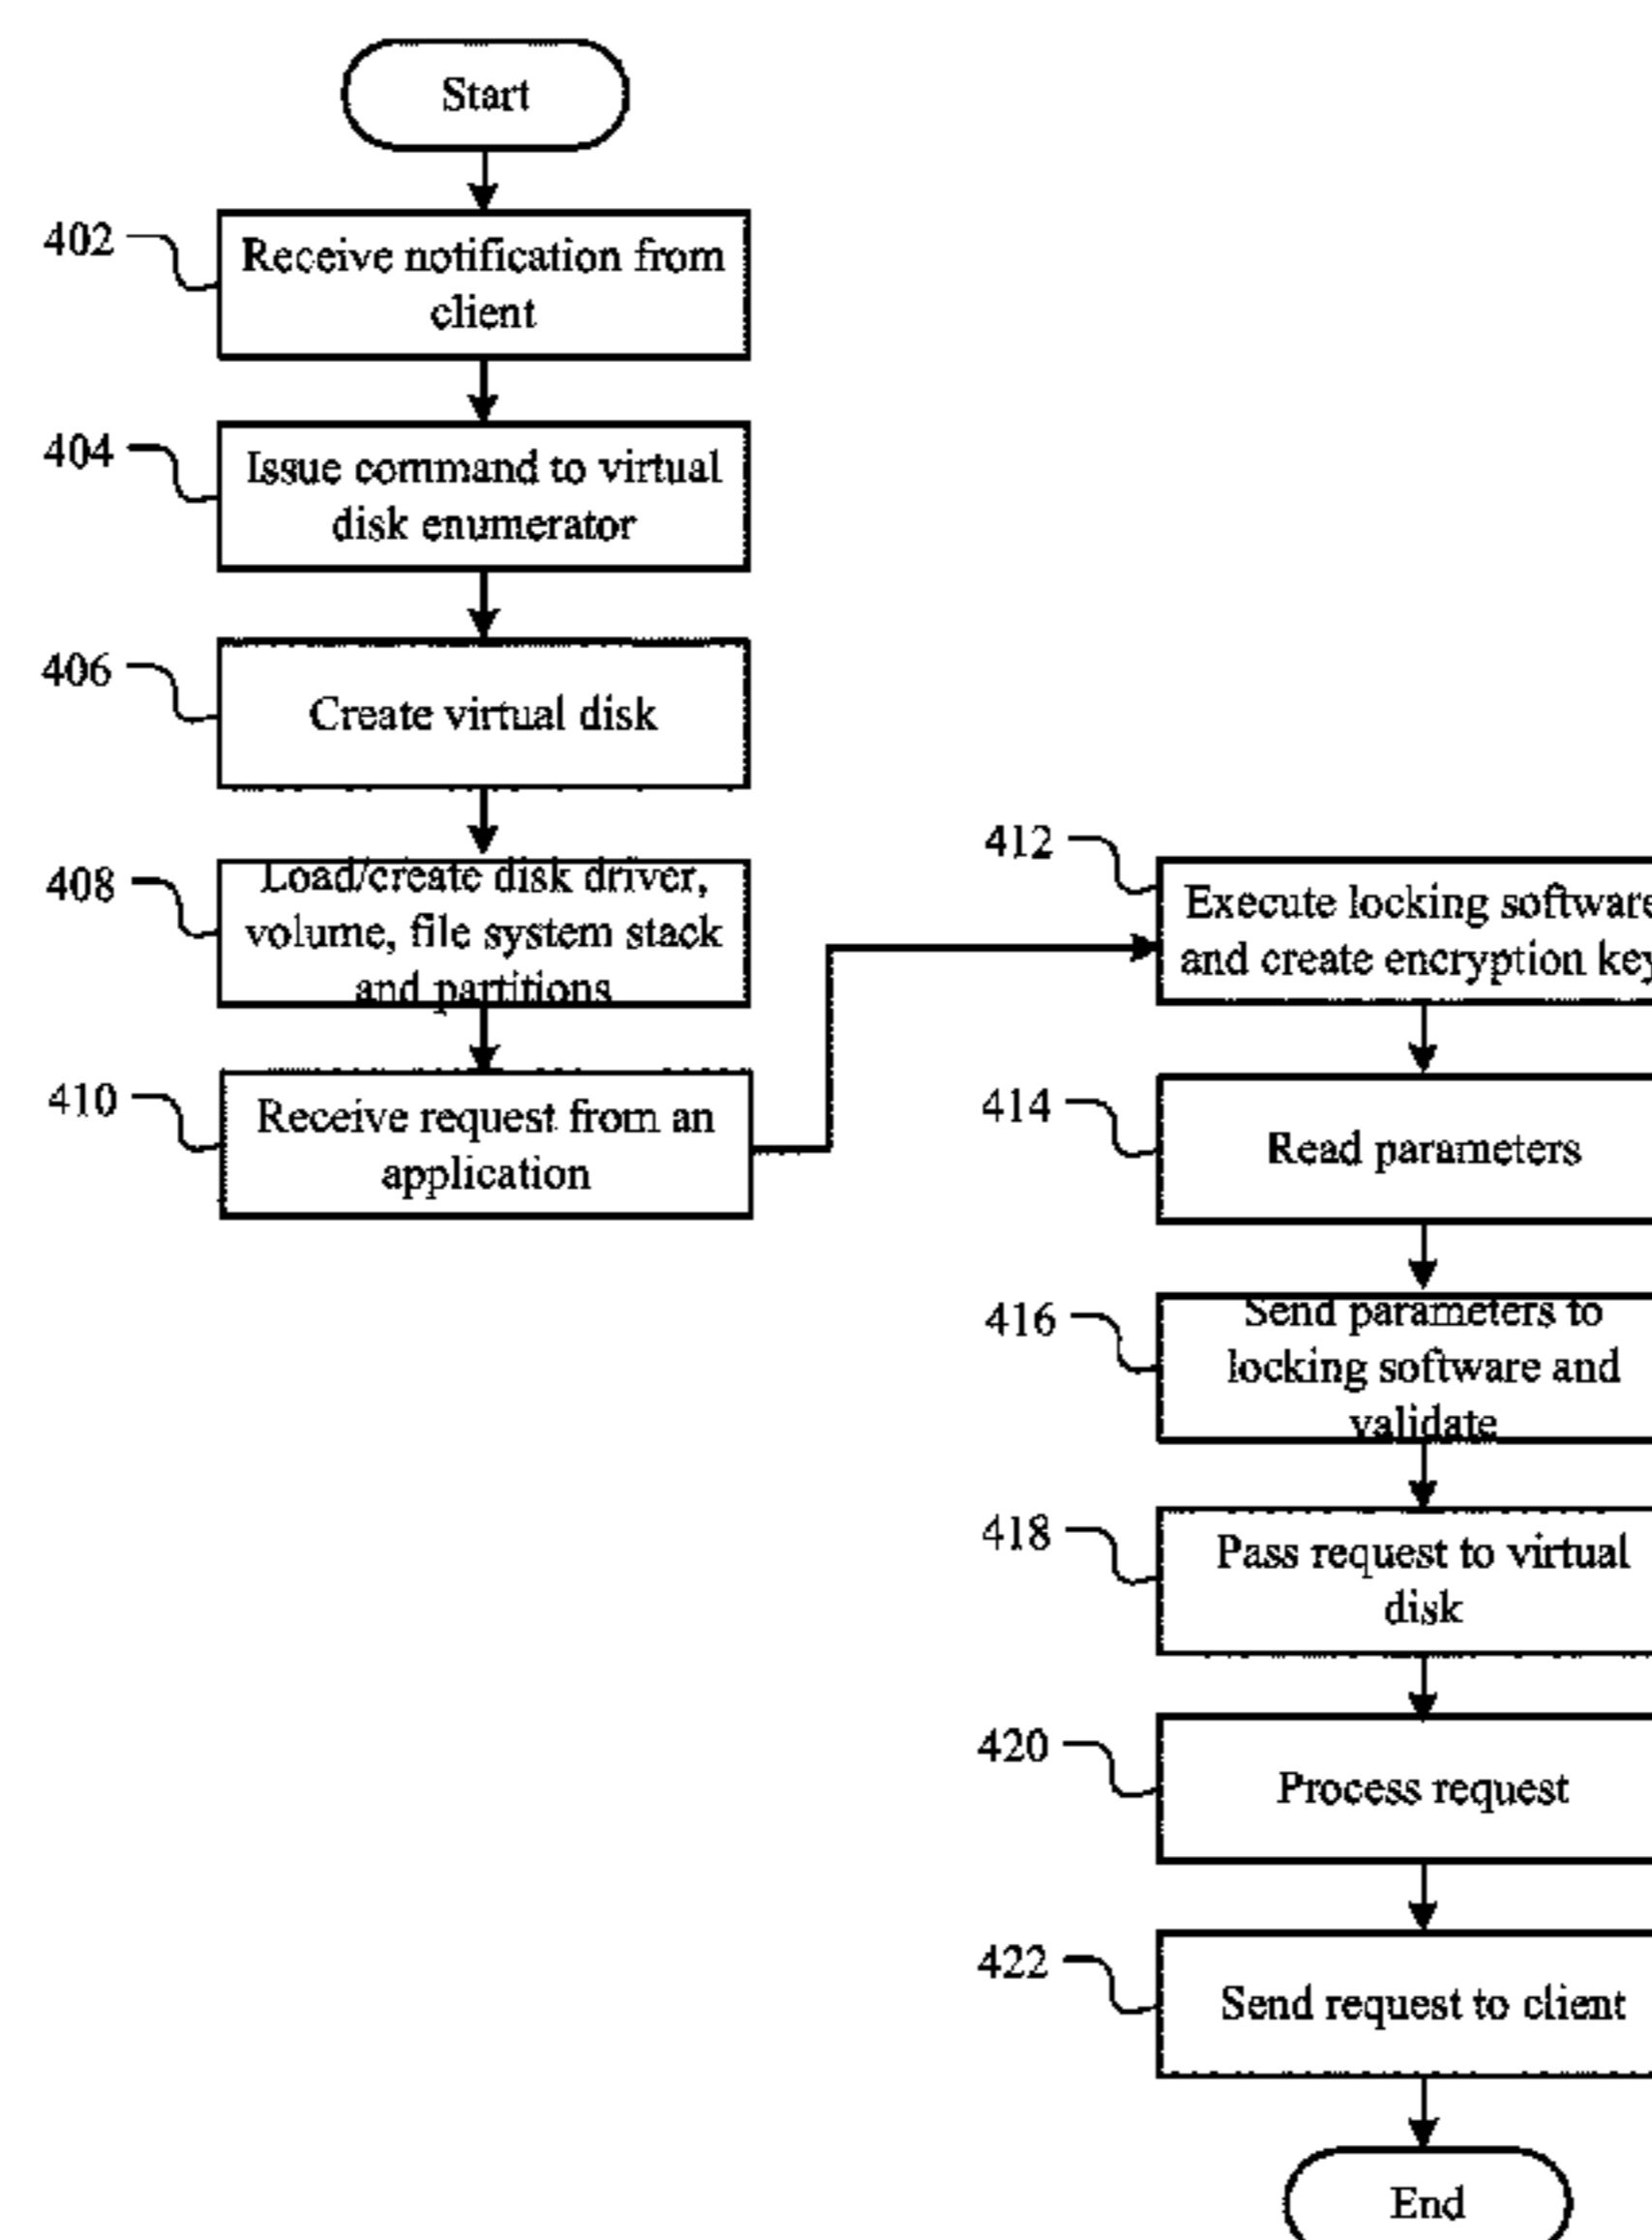 Start
402
Receive notification from
client
404
Issue command to virtual
disk enumerator
406
Create virtual disk
408
Load/create disk driver,
volume, file system stack
and partitions
410
Receive request from an
application
412
Execute locking software
and create encryption key
414
Read parameters
416
Send parameters to
locking software and
validate
418
Pass request to virtual
disk
420
Process request
422
Send request to client
End